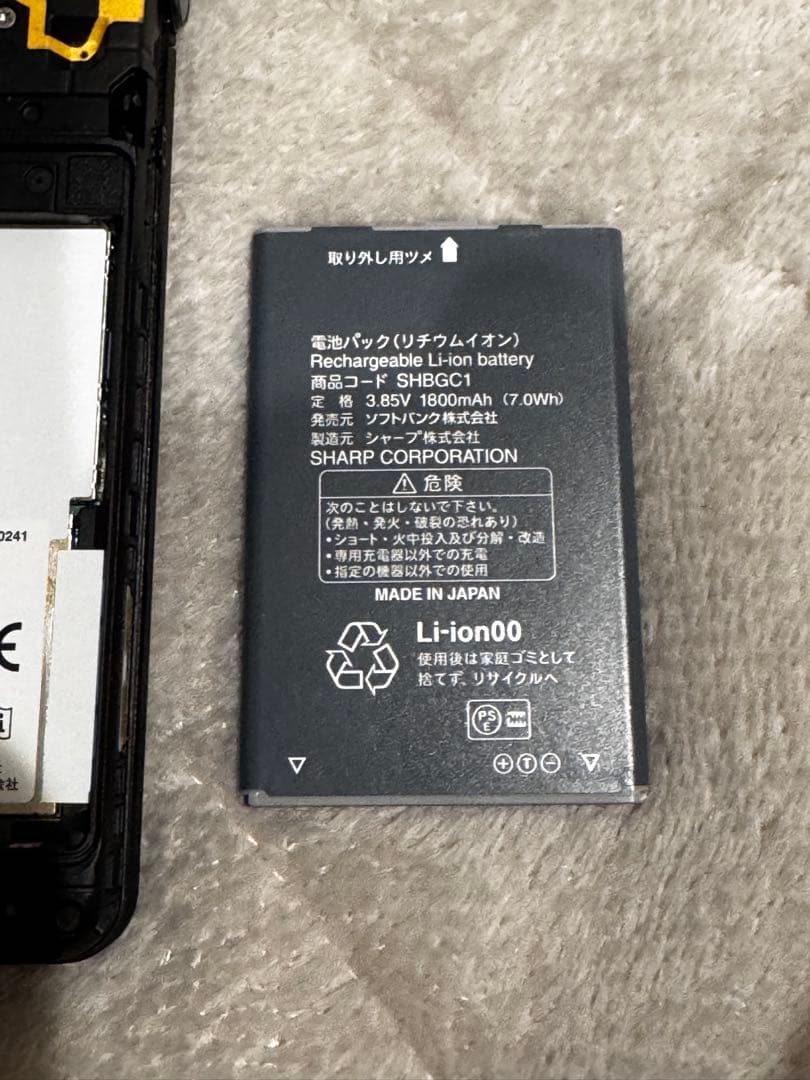 取り外し用ツメ
電池パック(リチウムイオン)
Rechargeable Li-ion battery
商品コード SHBGC1
定 格 3.85V 1800mAh (7.0Wh)
発売元 ソフトバンク株式会社
製造元 シャープ株式会社
SHARP CORPORATION
⚠ 危険
次のことはしないで下さい。
(発熱・発火・破裂の恐れあり)
•ショート・火中投入及び分解・改造
•専用充電器以外での充電
•指定の機器以外での使用
MADE IN JAPAN
Li-ion00
使用後は家庭ゴミとして
捨てず、リサイクルへ
PS
E
+ T −
0241
会社